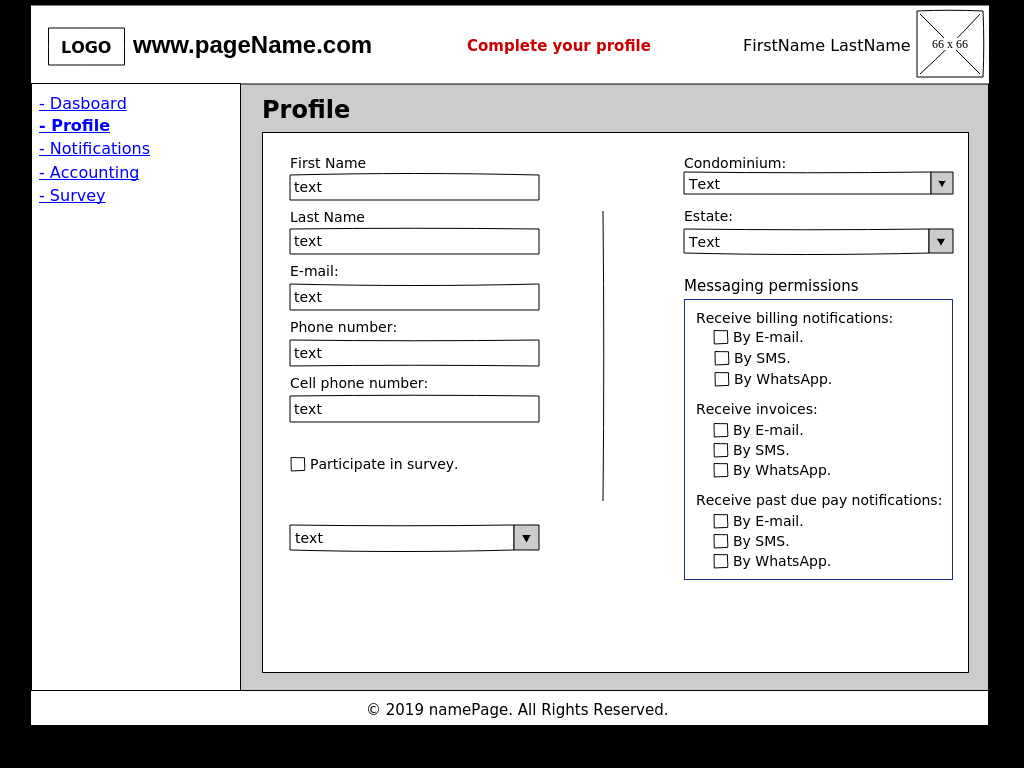 LOGO www.pageName.com Complete your profile FirstName LastName 66 x 66
- Dasboard
- Profile
- Notifications
- Accounting
- Survey
Profile
First Name
text
Last Name
text
E-mail:
text
Phone number:
text
Cell phone number:
text
Participate in survey.
text
Condominium:
Text
Estate:
Text
Messaging permissions
Receive billing notifications:
By E-mail.
By SMS.
By WhatsApp.
Receive invoices:
By E-mail.
By SMS.
By WhatsApp.
Receive past due pay notifications:
By E-mail.
By SMS.
By WhatsApp.
© 2019 namePage. All Rights Reserved.